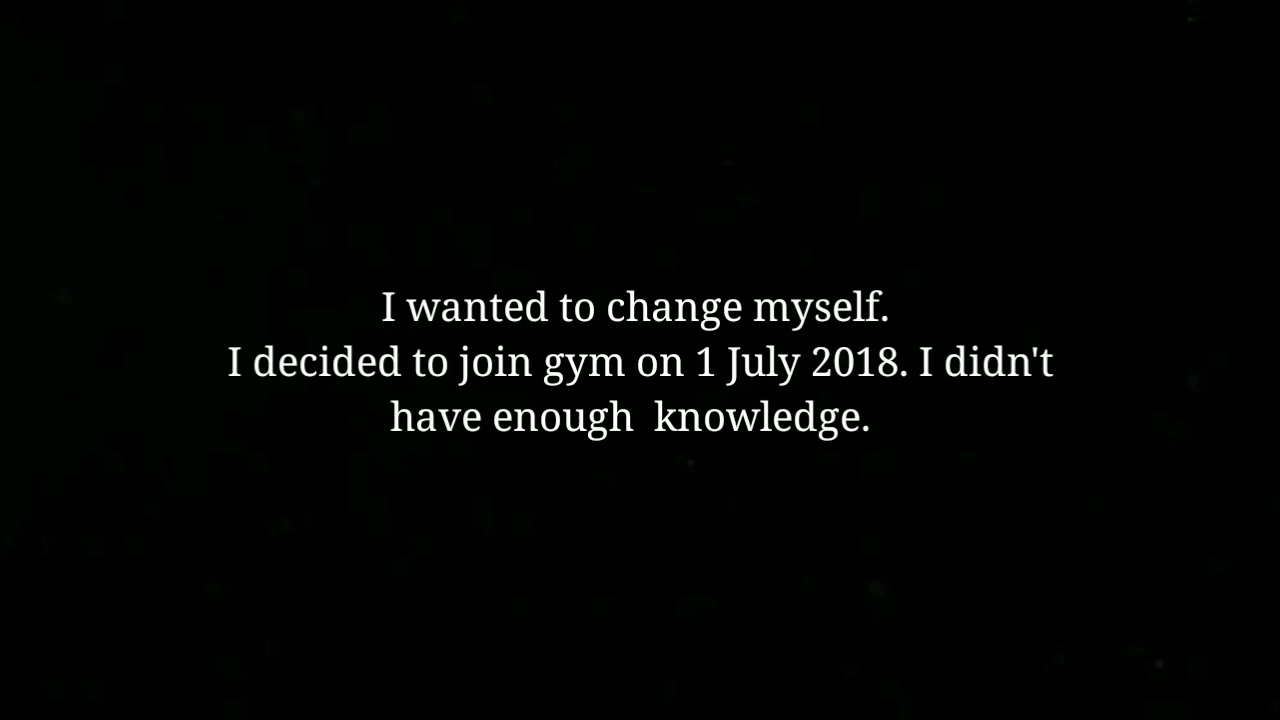 I wanted to change myself.
I decided to join gym on 1 July 2018. I didn't
have enough  knowledge.